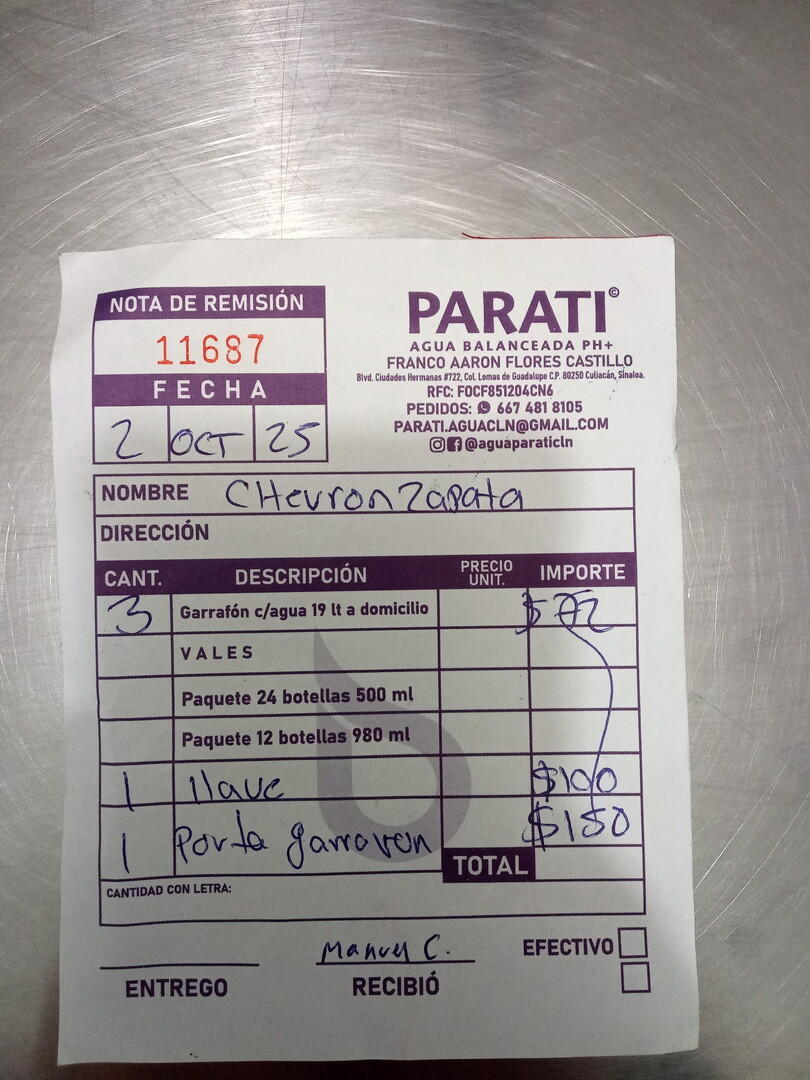 NOTA DE REMISIÓN
11687
FECHA
2 OCT 25
PARATI©
AGUA BALANCEADA PH+
FRANCO AARON FLORES CASTILLO
Blvd. Ciudades Hermanas #722, Col. Lomas de Guadalupe C.P. 80250 Culiacán, Sinaloa.
RFC: FOCF851204CN6
PEDIDOS: 667 481 8105
PARATI.AGUACLN@GMAIL.COM
@aguaparaticln
NOMBRE CHevron Zapata
DIRECCIÓN
CANT. DESCRIPCIÓN PRECIO UNIT. IMPORTE
3 Garrafón c/agua 19 lt a domicilio $72
VALES
Paquete 24 botellas 500 ml
Paquete 12 botellas 980 ml
1 llave $100
1 Porta garravon $150
TOTAL
CANTIDAD CON LETRA:
Manuel C.
ENTREGO RECIBIÓ EFECTIVO